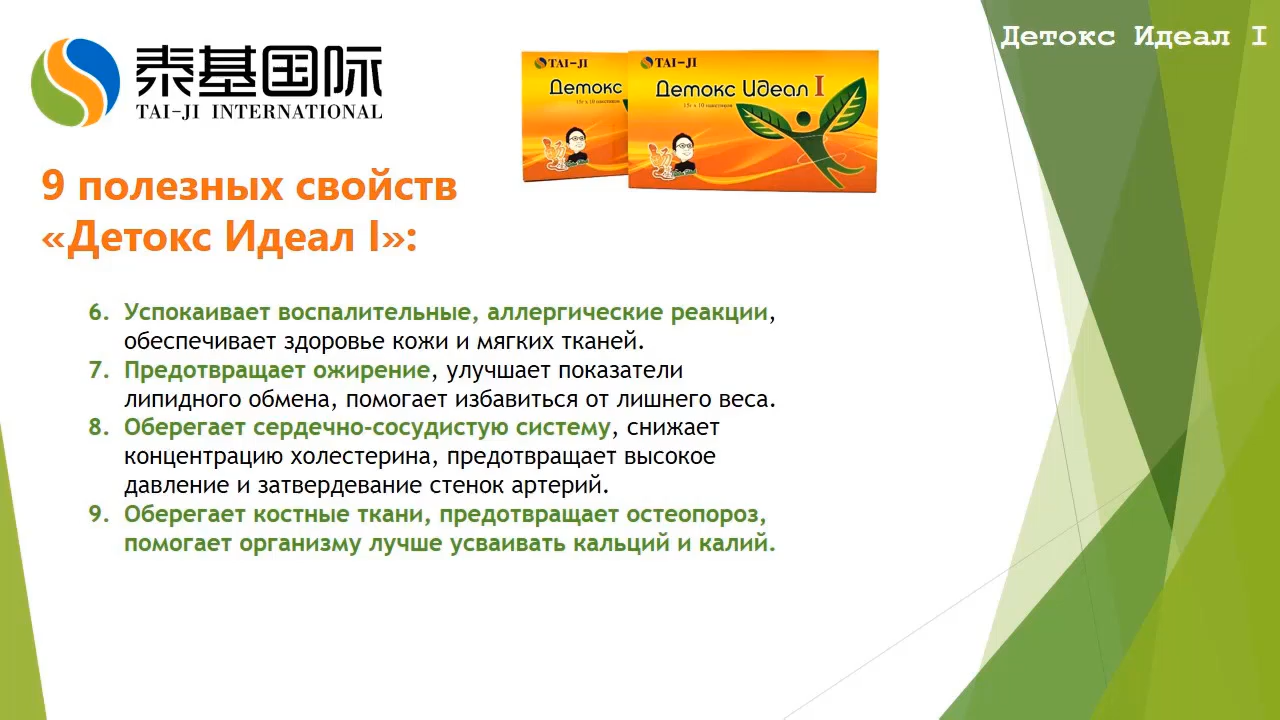 Детокс Идеал I
泰基国际
TAI-JI INTERNATIONAL
TAI-JI
Детокс
TAI-JI
Детокс Идеал I
15г x 10 пакетиков
9 полезных свойств
«Детокс Идеал I»:
6. Успокаивает воспалительные, аллергические реакции,
обеспечивает здоровье кожи и мягких тканей.
7. Предотвращает ожирение, улучшает показатели
липидного обмена, помогает избавиться от лишнего веса.
8. Оберегает сердечно-сосудистую систему, снижает
концентрацию холестерина, предотвращает высокое
давление и затвердевание стенок артерий.
9. Оберегает костные ткани, предотвращает остеопороз,
помогает организму лучше усваивать кальций и калий.